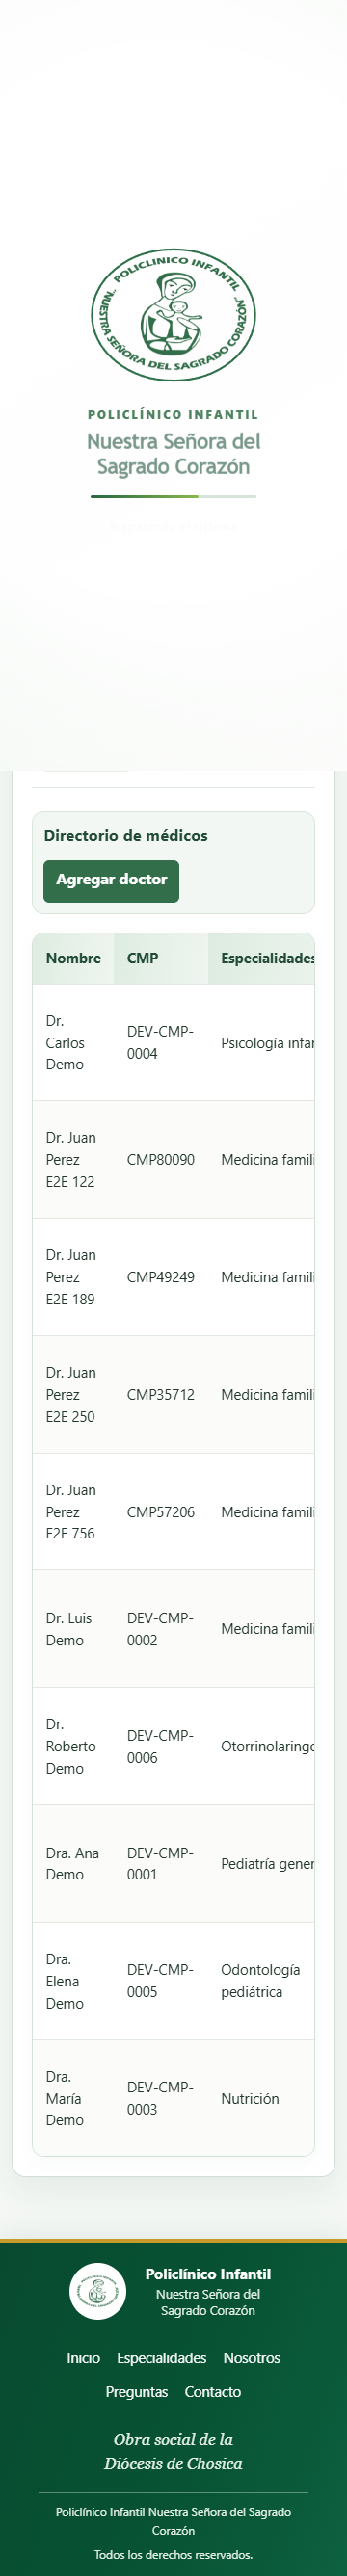 POLICLINICO INFANTIL
NUESTRA SEÑORA DEL SAGRADO CORAZÓN
POLICLÍNICO INFANTIL
Nuestra Señora del
Sagrado Corazón
Directorio de médicos
Agregar doctor
Nombre CMP Especialidades
Dr.
Carlos
Demo
DEV-CMP-
0004
Psicología infan
Dr. Juan
Perez
E2E 122
CMP80090
Medicina famili
Dr. Juan
Perez
E2E 189
CMP49249
Medicina famili
Dr. Juan
Perez
E2E 250
CMP35712
Medicina famili
Dr. Juan
Perez
E2E 756
CMP57206
Medicina famili
Dr. Luis
Demo
DEV-CMP-
0002
Medicina famili
Dr.
Roberto
Demo
DEV-CMP-
0006
Otorrinolaringo
Dra. Ana
Demo
DEV-CMP-
0001
Pediatría gener
Dra.
Elena
Demo
DEV-CMP-
0005
Odontología
pediátrica
Dra.
María
Demo
DEV-CMP-
0003
Nutrición
Policlínico Infantil
Nuestra Señora del
Sagrado Corazón
Inicio Especialidades Nosotros
Preguntas Contacto
Obra social de la
Diócesis de Chosica
Policlínico Infantil Nuestra Señora del Sagrado
Corazón
Todos los derechos reservados.